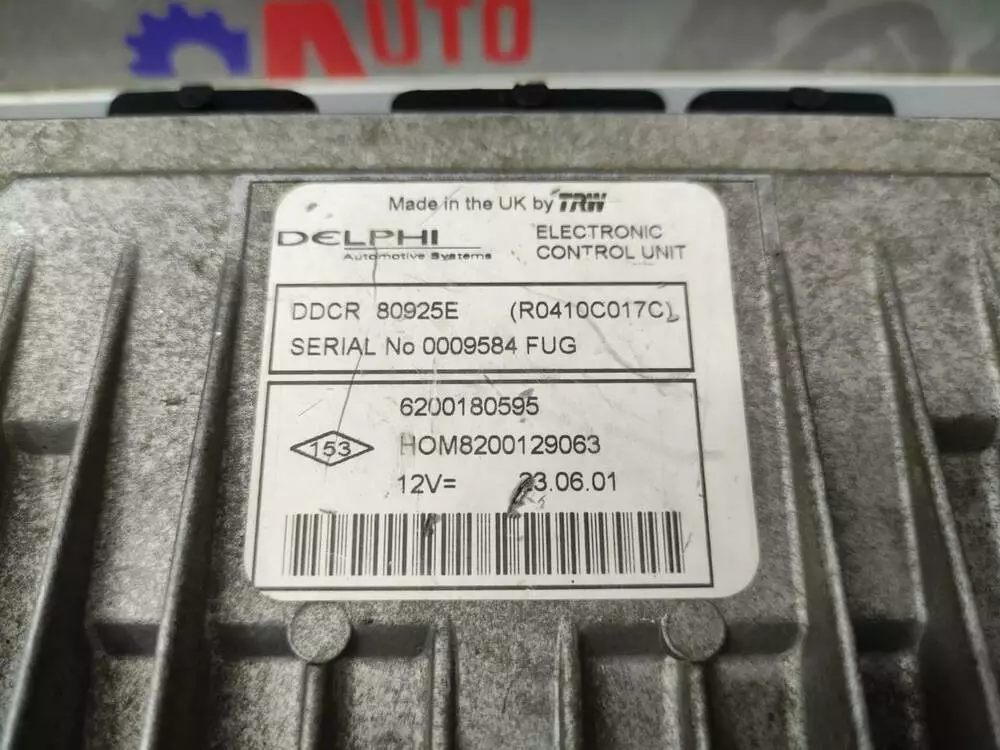 AUTO
Made in the UK by TRW
DELPHI
Automotive Systems
ELECTRONIC
CONTROL UNIT
DDCR 80925E (R0410C017C)
SERIAL No 0009584 FUG
6200180595
153 HOM8200129063
12V= 23.06.01